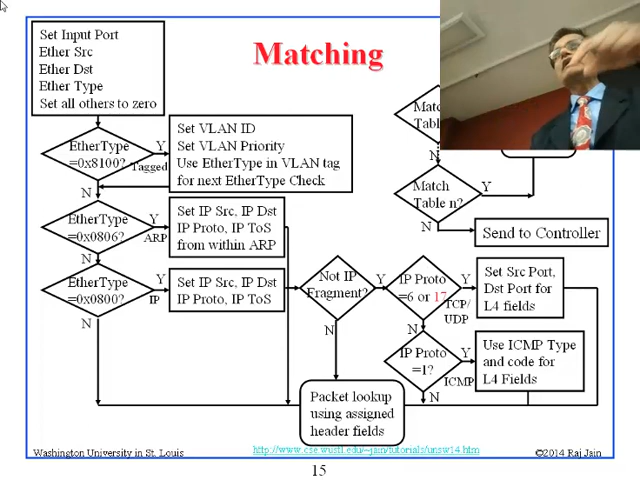 Matching
Set Input Port
Ether Src
Ether Dst
Ether Type
Set all others to zero
EtherType
=0x8100?
Y
Tagged
N
Set VLAN ID
Set VLAN Priority
Use EtherType in VLAN tag
for next EtherType Check
EtherType
=0x0806?
Y
ARP
N
Set IP Src, IP Dst
IP Proto, IP ToS
from within ARP
EtherType
=0x0800?
Y
IP
N
Set IP Src, IP Dst
IP Proto, IP ToS
Not IP
Fragment?
Y
N
IP Proto
=6 or 17
Y
TCP/
UDP
N
Set Src Port,
Dst Port for
L4 fields
IP Proto
=1?
Y
ICMP
N
Use ICMP Type
and code for
L4 Fields
Table
N
Match
Table n?
Y
N
Send to Controller
Packet lookup
using assigned
header fields
Washington University in St. Louis
http://www.cse.wustl.edu/~jain/tutorials/unsw14.htm
©2014 Raj Jain
15